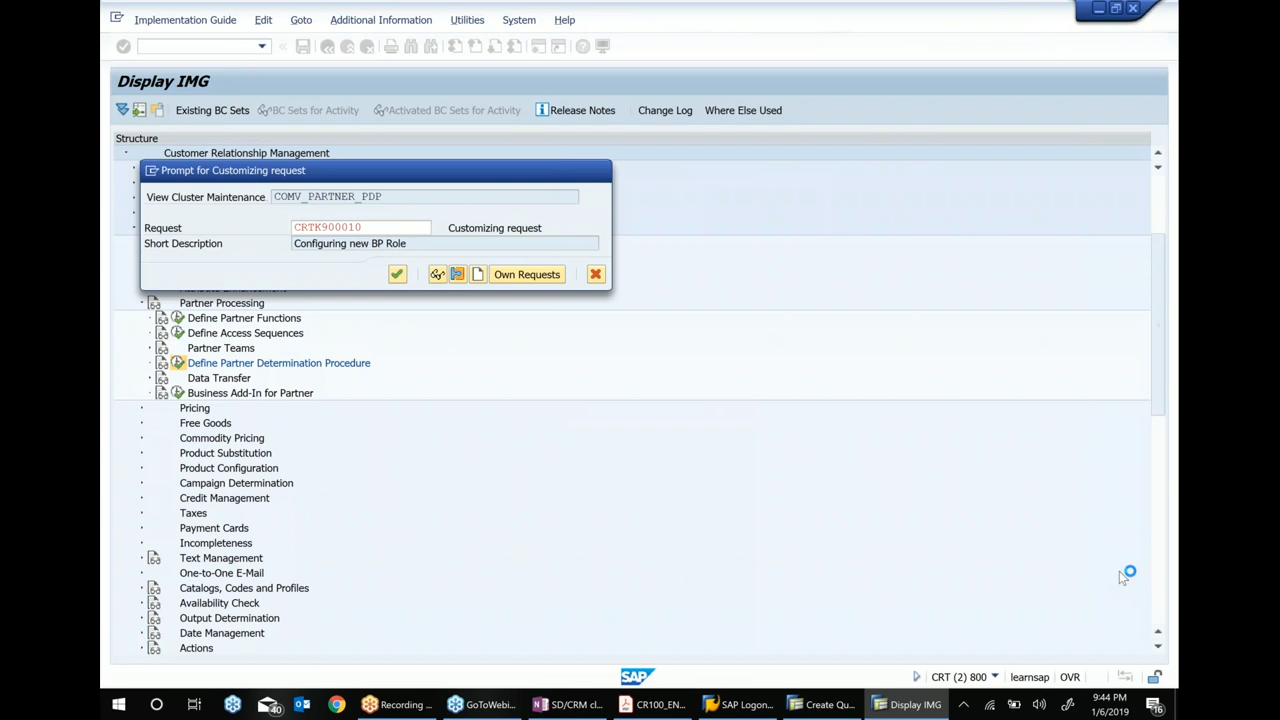 Implementation Guide Edit Goto Additional Information Utilities System Help
Display IMG
Existing BC Sets BC Sets for Activity Activated BC Sets for Activity Release Notes Change Log Where Else Used
Structure
Customer Relationship Management
Prompt for Customizing request
View Cluster Maintenance COMV_PARTNER_PDP
Request CRTK900010 Customizing request
Short Description Configuring new BP Role
Own Requests
Partner Processing
Define Partner Functions
Define Access Sequences
Partner Teams
Define Partner Determination Procedure
Data Transfer
Business Add-In for Partner
Pricing
Free Goods
Commodity Pricing
Product Substitution
Product Configuration
Campaign Determination
Credit Management
Taxes
Payment Cards
Incompleteness
Text Management
One-to-One E-Mail
Catalogs, Codes and Profiles
Availability Check
Output Determination
Date Management
Actions
SAP
CRT (2) 800 learnsap OVR
40 Recording ... GoToWebi... SD/CRM cl... CR100_EN... SAP Logon... Create Qu... Display IMG
9:44 PM
1/6/2019
16